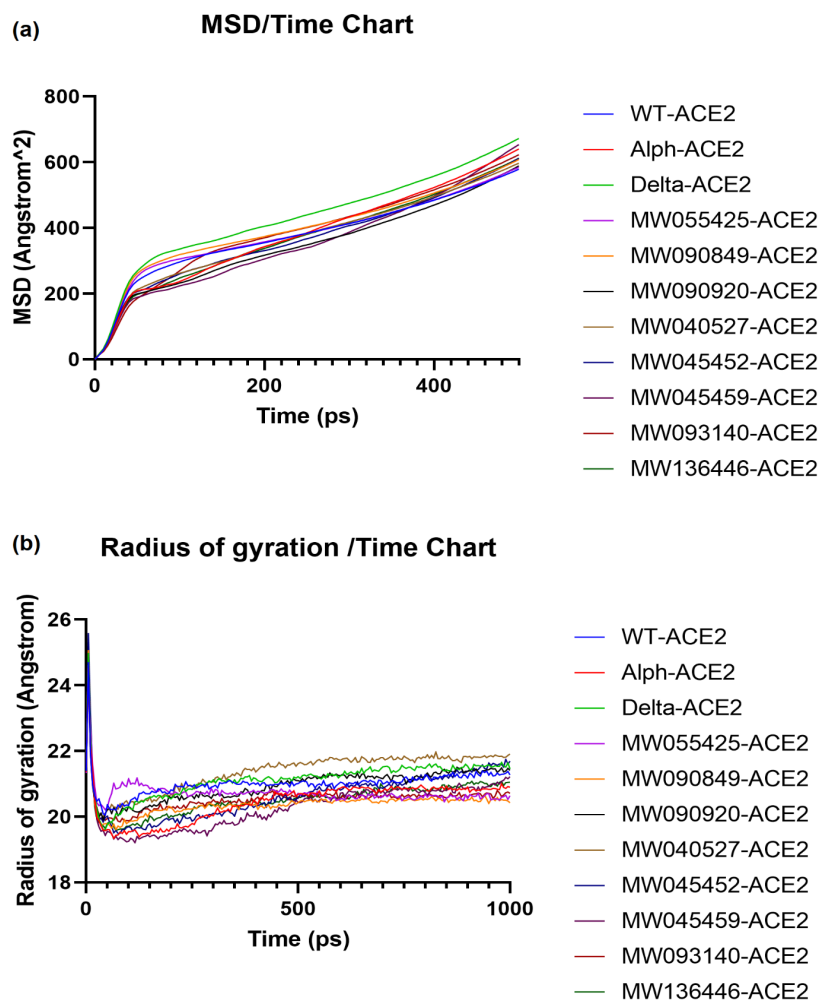 (a)
MSD/Time Chart
800
600
400
200
0
MSD (Angstrom^2)
0 200 400
Time (ps)
WT-ACE2
Alph-ACE2
Delta-ACE2
MW055425-ACE2
MW090849-ACE2
MW090920-ACE2
MW040527-ACE2
MW045452-ACE2
MW045459-ACE2
MW093140-ACE2
MW136446-ACE2
(b)
Radius of gyration /Time Chart
26
24
22
20
18
Radius of gyration (Angstrom)
0 500 1000
Time (ps)
WT-ACE2
Alph-ACE2
Delta-ACE2
MW055425-ACE2
MW090849-ACE2
MW090920-ACE2
MW040527-ACE2
MW045452-ACE2
MW045459-ACE2
MW093140-ACE2
MW136446-ACE2